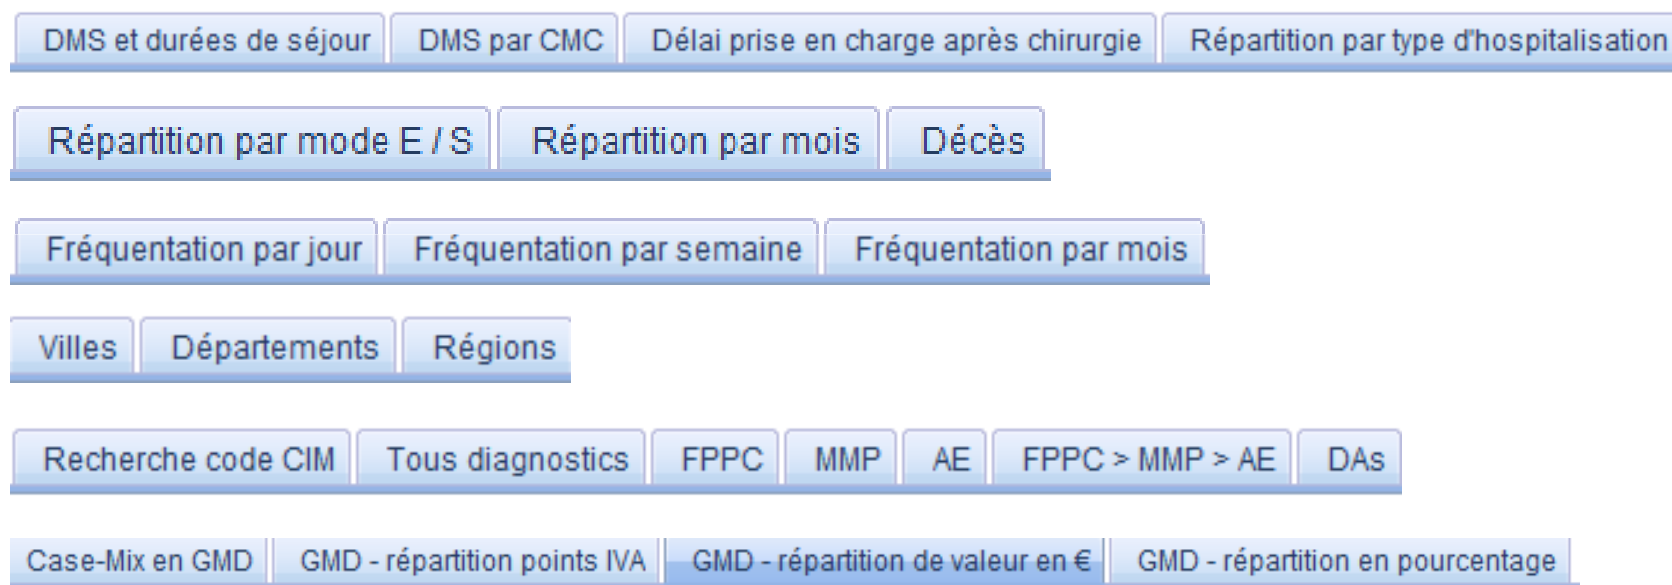 DMS et durées de séjour DMS par CMC Délai prise en charge après chirurgie Répartition par type d'hospitalisation
Répartition par mode E / S Répartition par mois Décès
Fréquentation par jour Fréquentation par semaine Fréquentation par mois
Villes Départements Régions
Recherche code CIM Tous diagnostics FPPC MMP AE FPPC > MMP > AE DAs
Case-Mix en GMD GMD - répartition points IVA GMD - répartition de valeur en € GMD - répartition en pourcentage